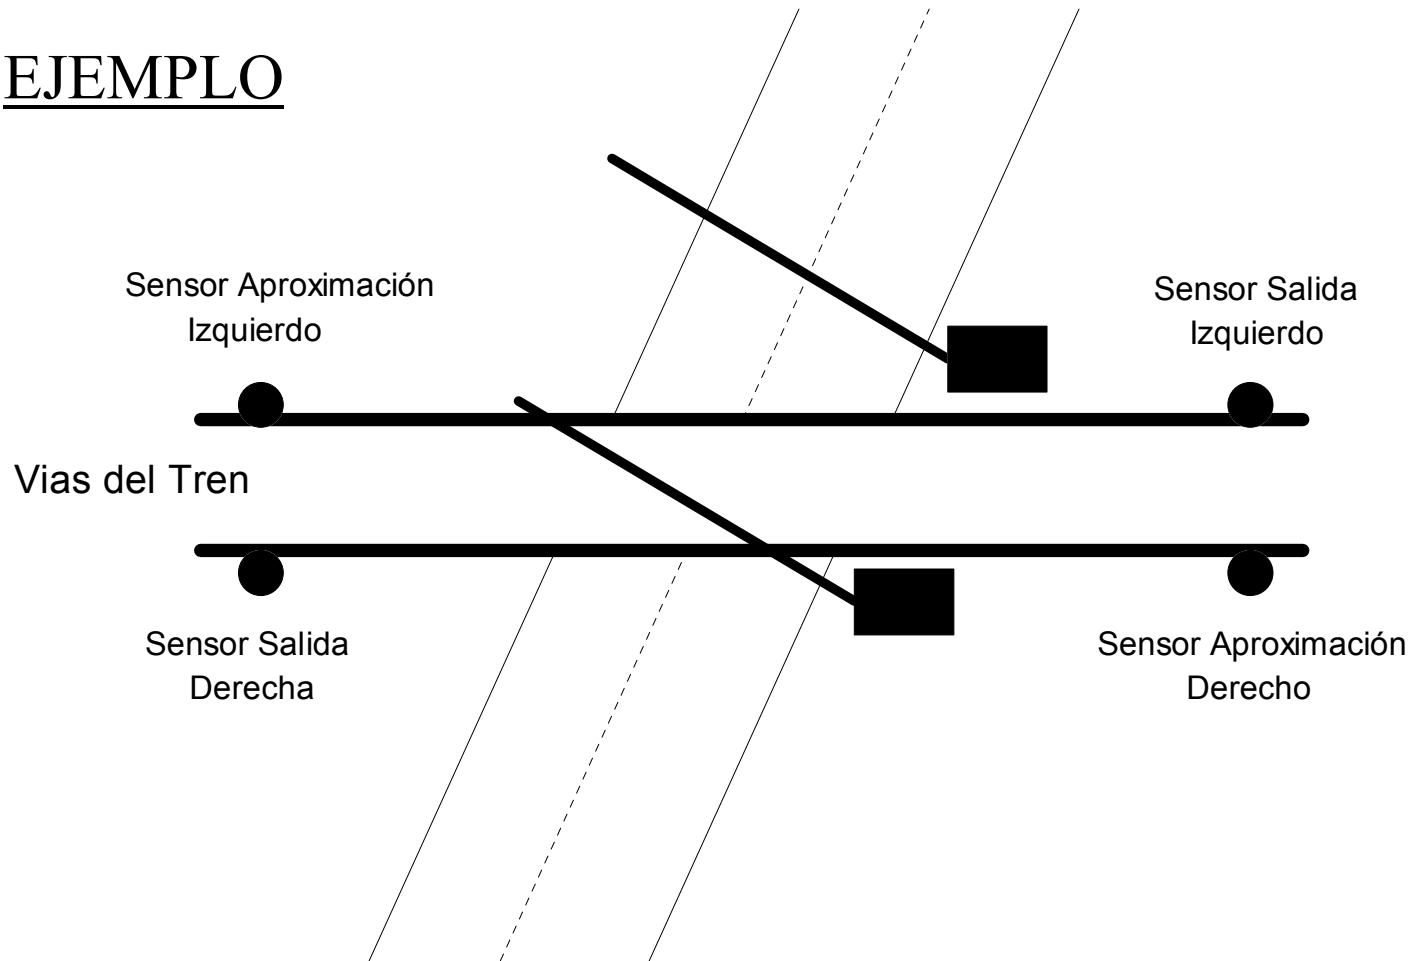 EJEMPLO
Sensor Aproximación
Izquierdo
Sensor Salida
Izquierdo
Vias del Tren
Sensor Salida
Derecha
Sensor Aproximación
Derecho